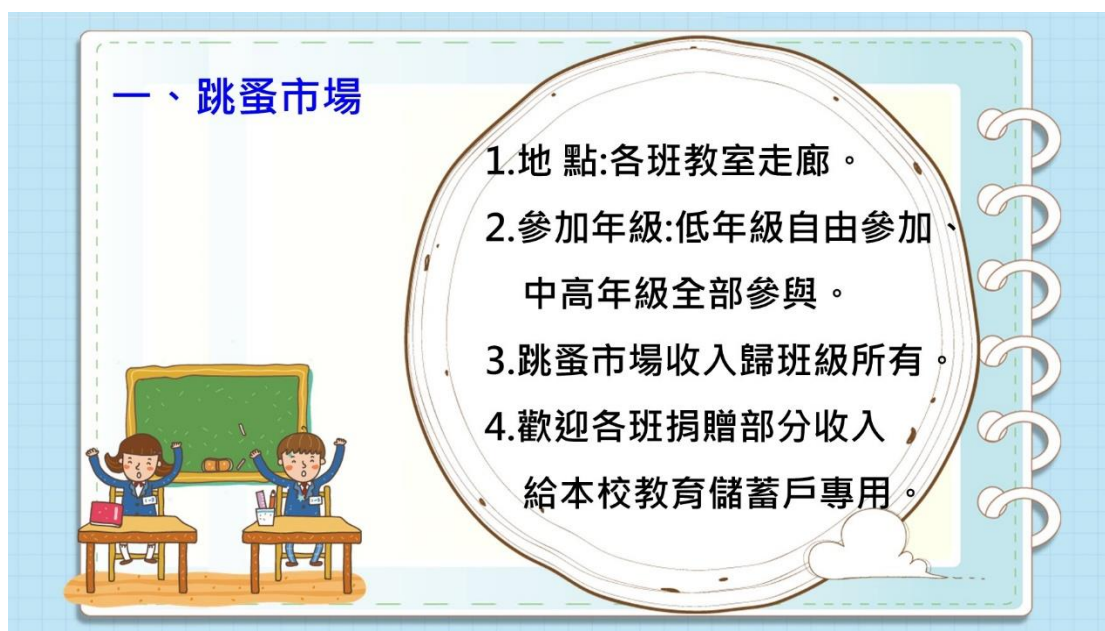 一、跳蚤市場
1.地 點:各班教室走廊。
2.參加年級:低年級自由參加、
中高年級全部參與。
3.跳蚤市場收入歸班級所有。
4.歡迎各班捐贈部分收入
給本校教育儲蓄戶專用。